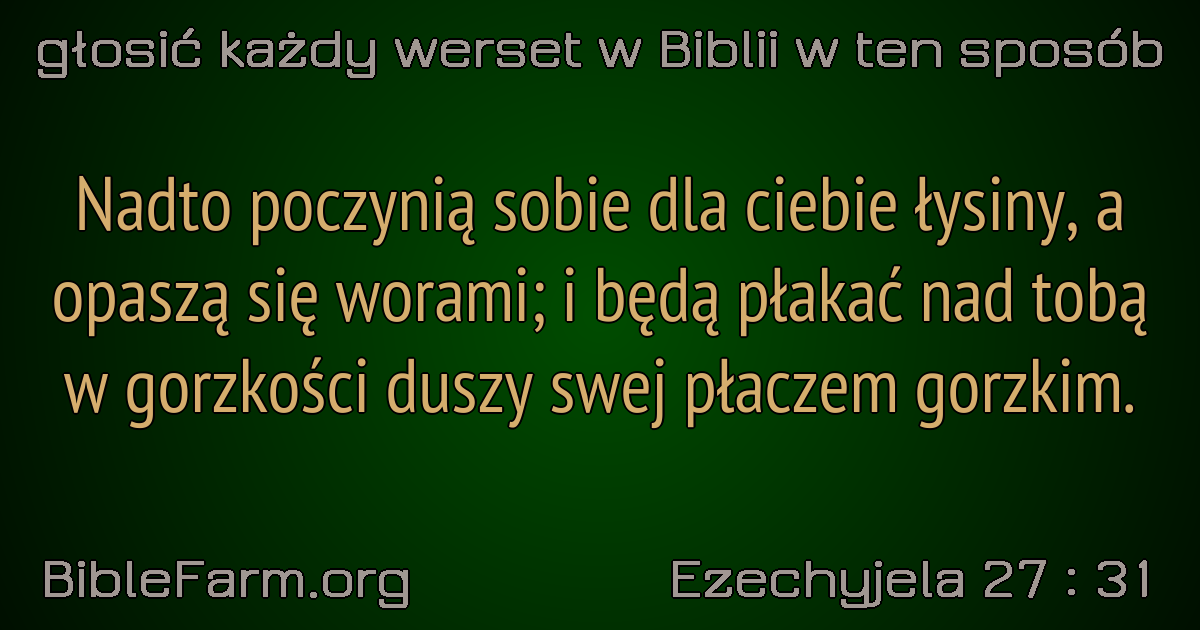 głosić każdy werset w Biblii w ten sposób
Nadto poczynią sobie dla ciebie łysiny, a
opaszą się worami; i będą płakać nad tobą
w gorzkości duszy swej płaczem gorzkim.
BibleFarm.org
Ezechyjela 27 : 31